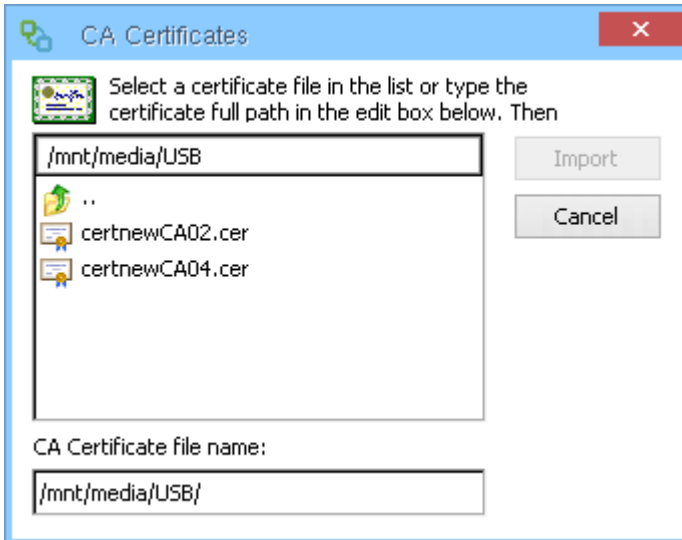 CA Certificates
Select a certificate file in the list or type the
certificate full path in the edit box below. Then
/mnt/media/USB
Import
..
Cancel
certnewCA02.cer
certnewCA04.cer
CA Certificate file name:
/mnt/media/USB/